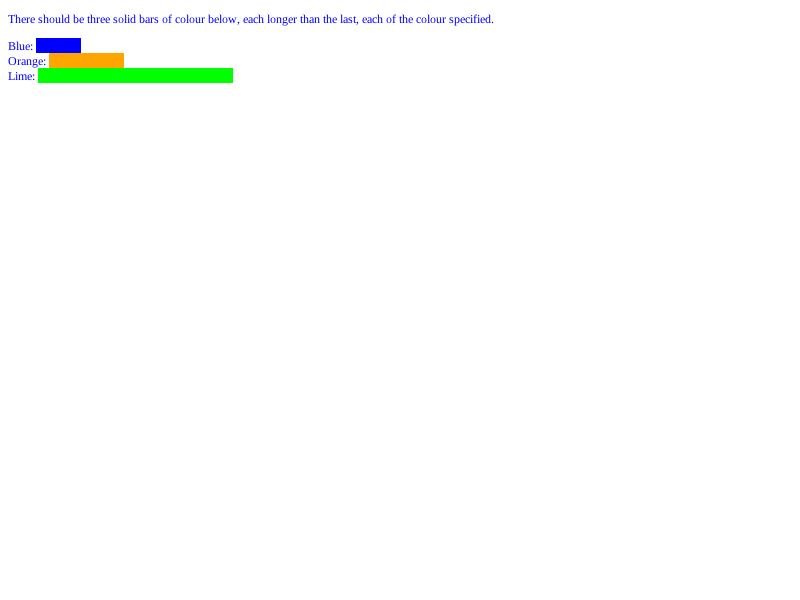 There should be three solid bars of colour below, each longer than the last, each of the colour specified.
Blue:
Orange:
Lime: